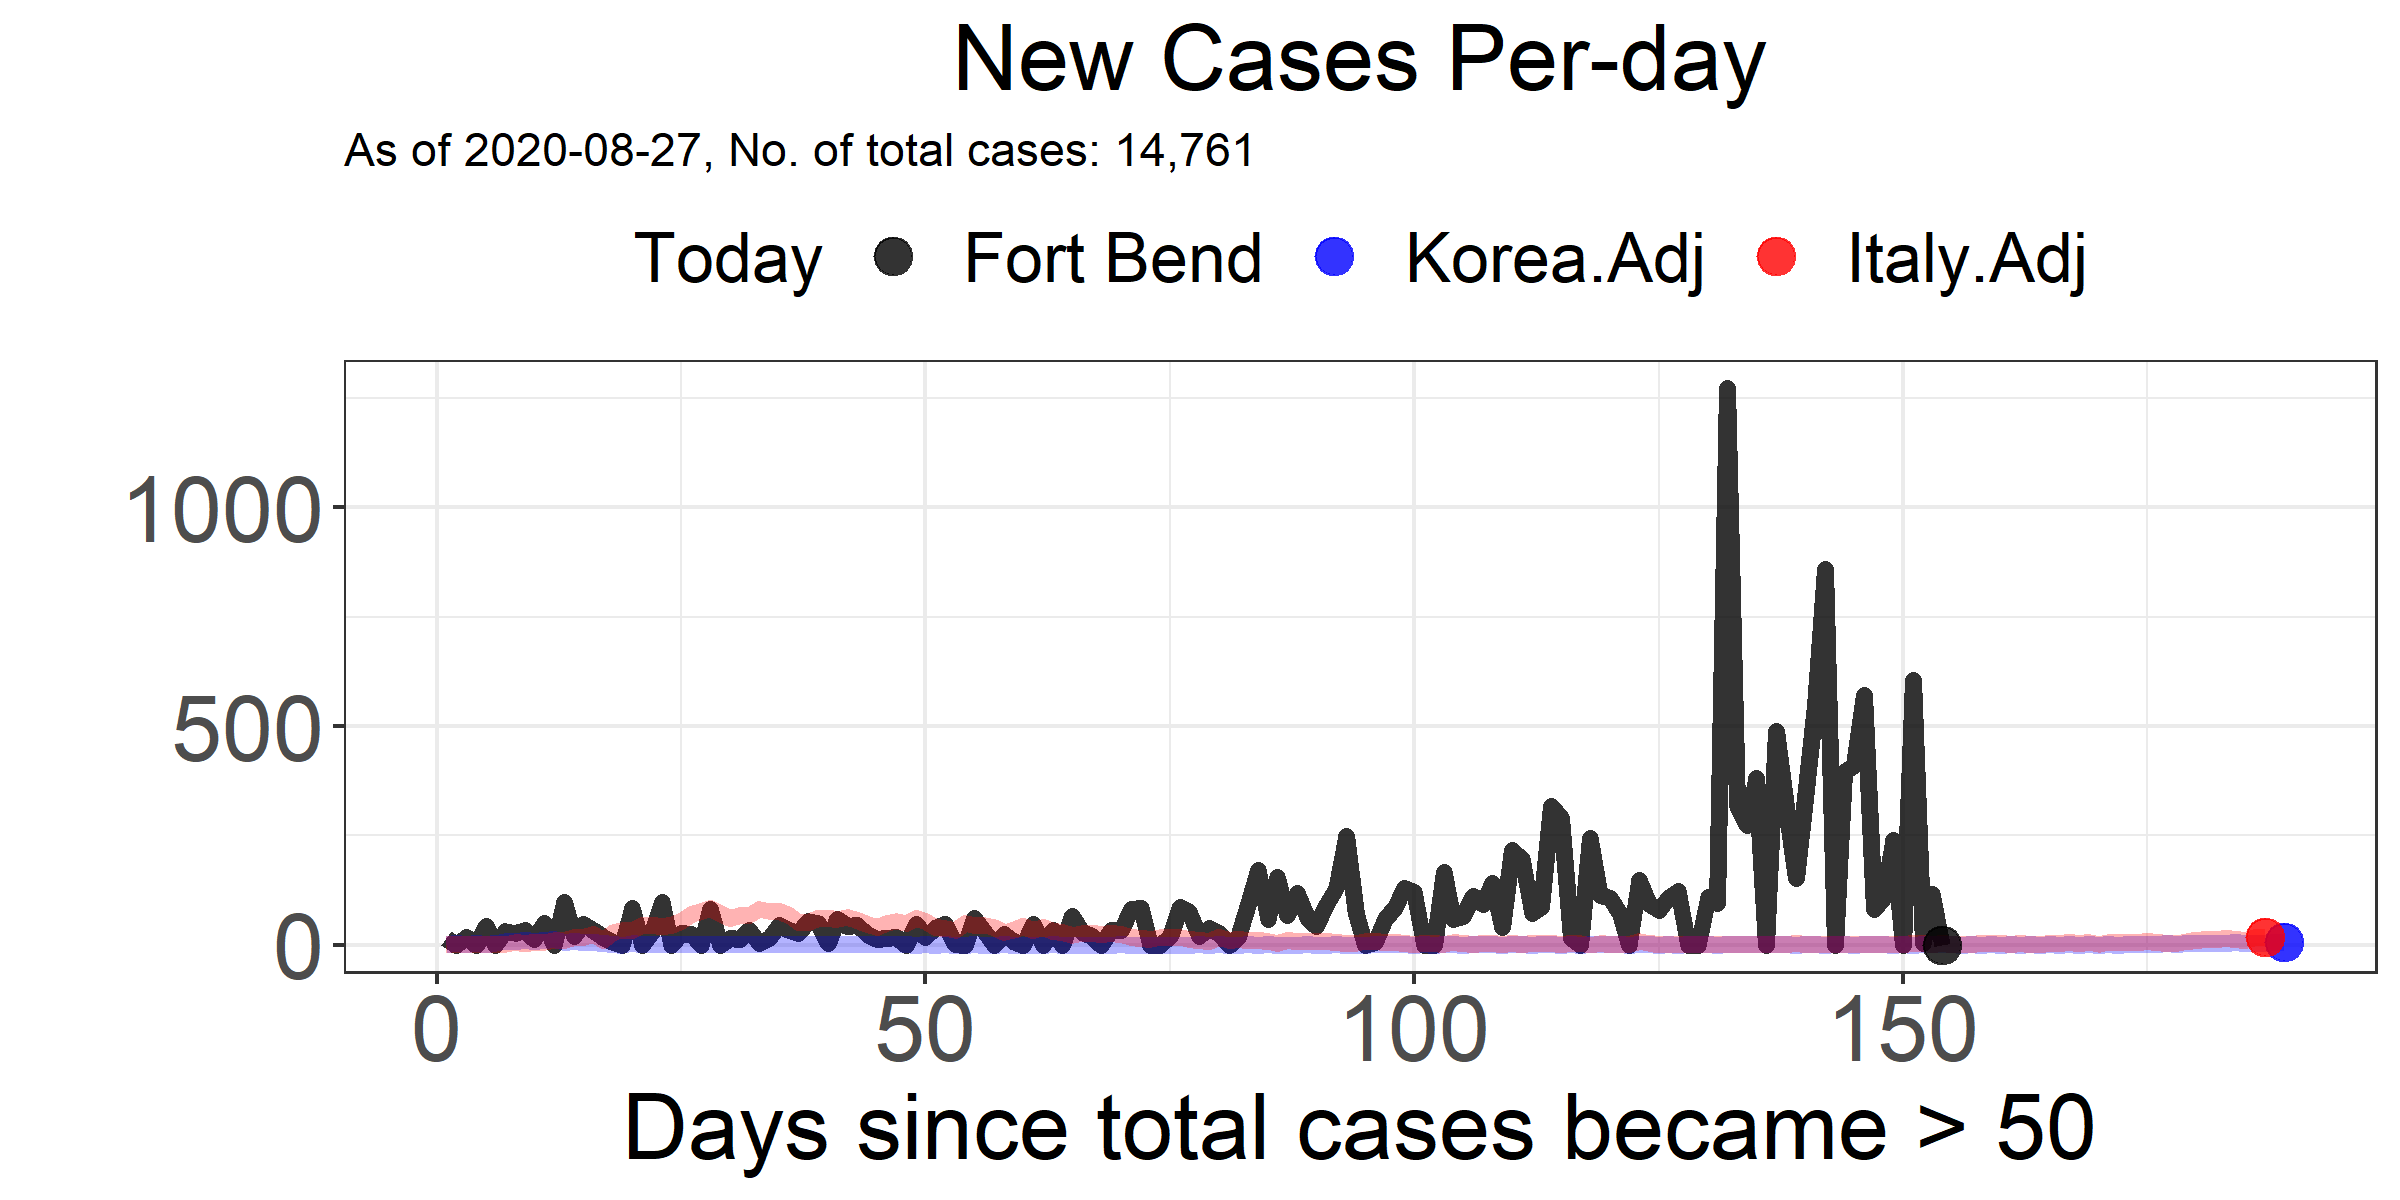 New Cases Per-day
As of 2020-08-27, No. of total cases: 14,761
Today Fort Bend Korea.Adj Italy.Adj
1000
500
0
0 50 100 150
Days since total cases became > 50